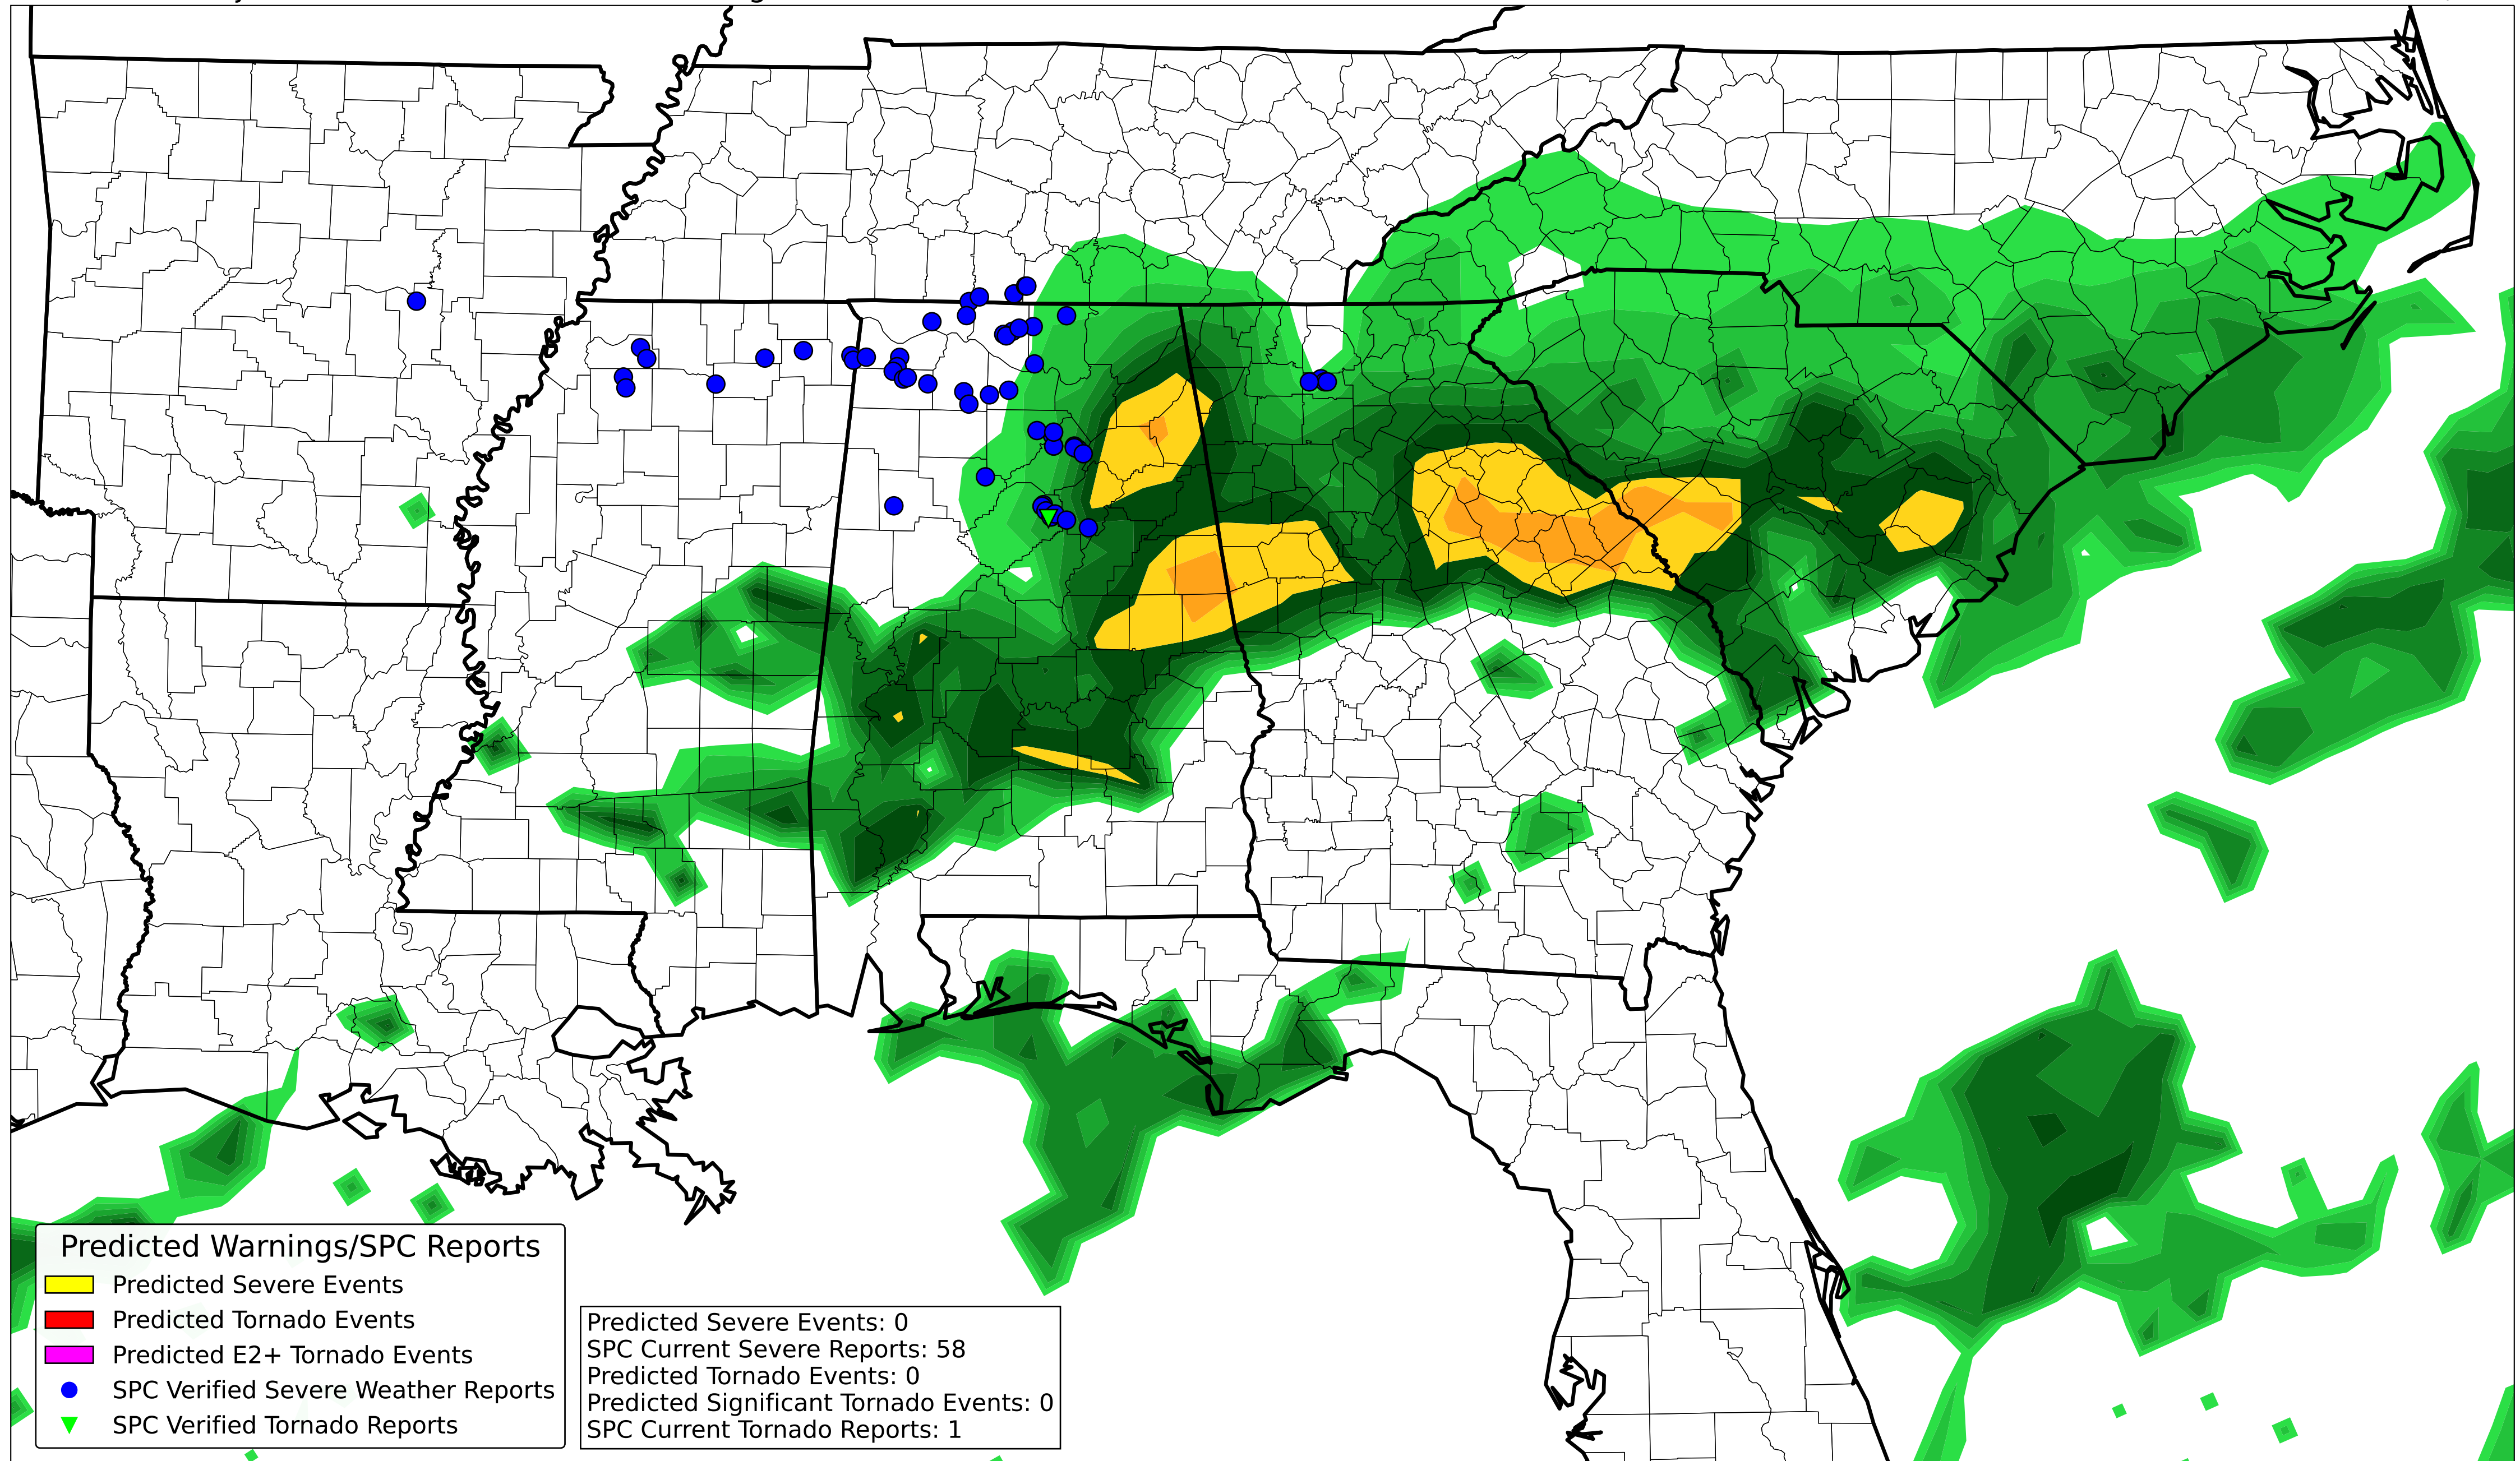 Predicted Warnings/SPC Reports
Predicted Severe Events
Predicted Tornado Events
Predicted E2+ Tornado Events
SPC Verified Severe Weather Reports
SPC Verified Tornado Reports
Predicted Severe Events: 0
SPC Current Severe Reports: 58
Predicted Tornado Events: 0
Predicted Significant Tornado Events: 0
SPC Current Tornado Reports: 1